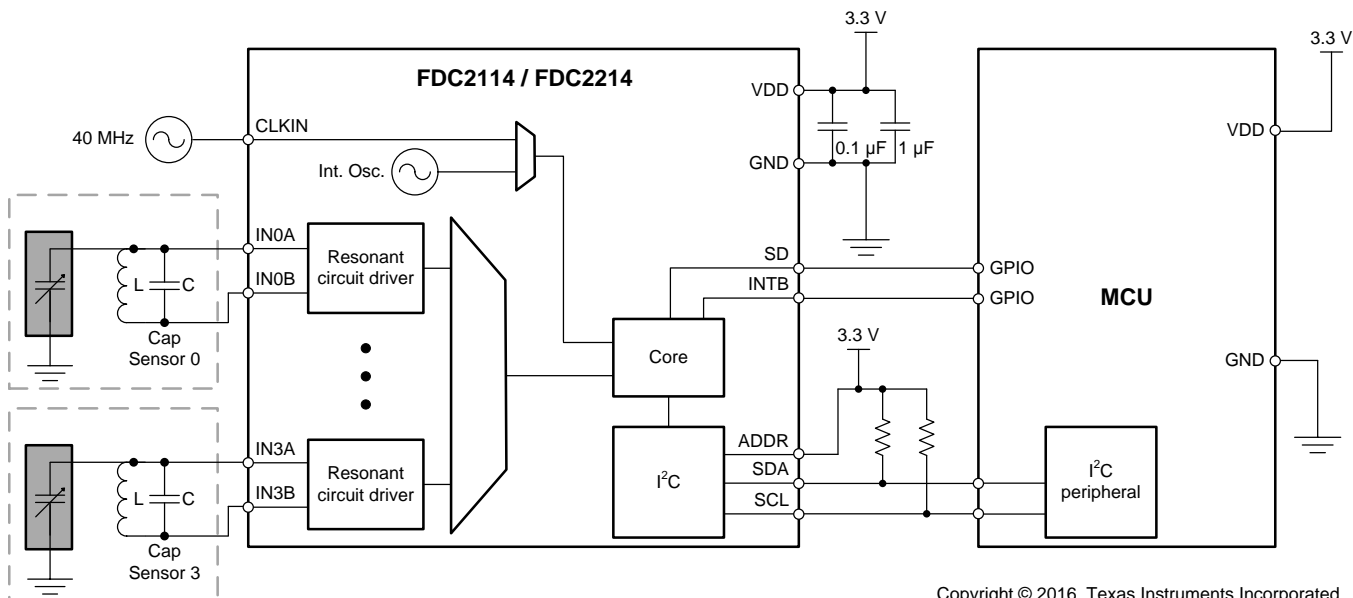 3.3 V
3.3 V
FDC2114 / FDC2214
VDD
CLKIN
40 MHz
VDD
0.1 µF
1 µF
GND
Int. Osc.
IN0A
Resonant
circuit driver
SD
GPIO
L
C
IN0B
INTB
GPIO
MCU
Cap
Sensor 0
Core
3.3 V
GND
IN3A
Resonant
circuit driver
ADDR
L
C
IN3B
I²C
SDA
I²C
peripheral
SCL
Cap
Sensor 3
Copyright © 2016, Texas Instruments Incorporated